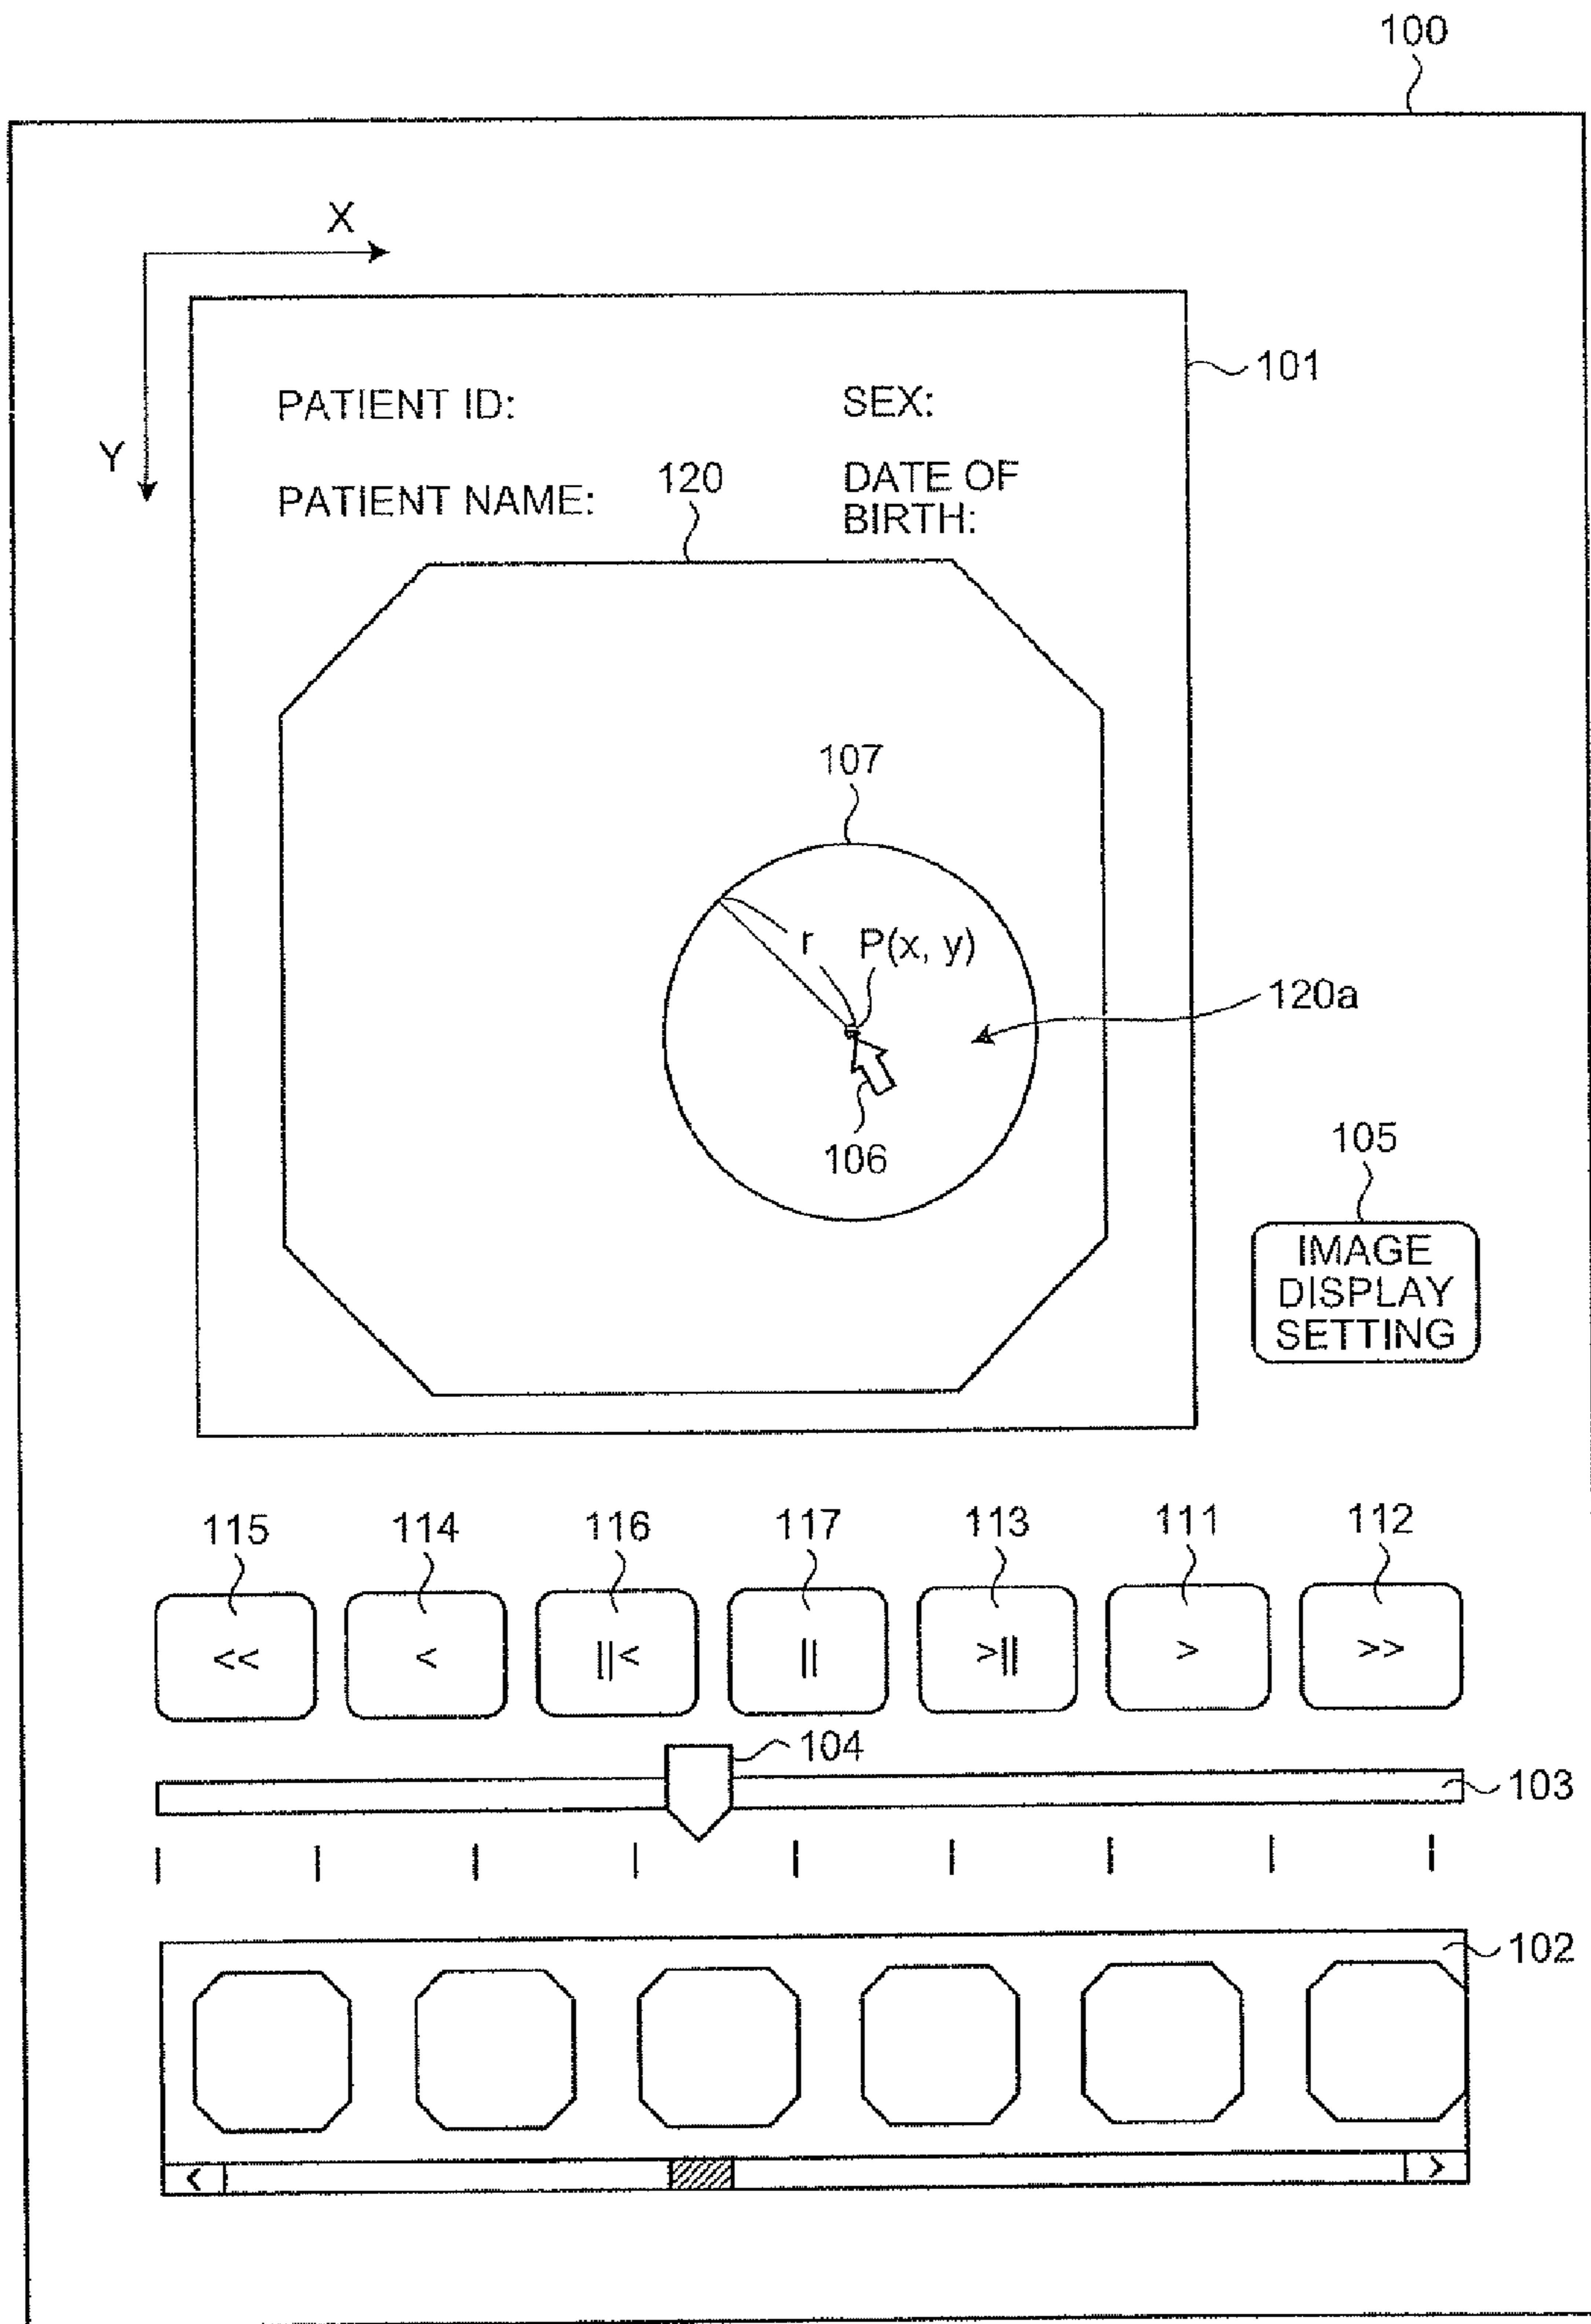 100
X
101
PATIENT ID:
SEX:
Y
PATIENT NAME:
120
DATE OF
BIRTH:
107
r
P(x, y)
120a
106
105
IMAGE
DISPLAY
SETTING
115
114
116
117
113
111
112
<<
<
||<
||
>||
>
>>
104
103
102
<
>